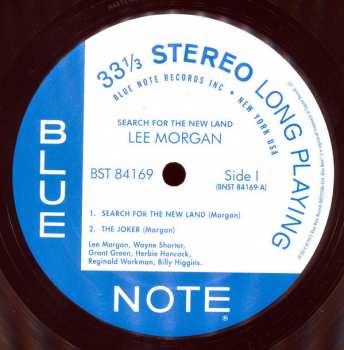 33 1/3 STEREO LONG PLAYING
BLUE NOTE RECORDS INC • NEW YORK USA
SEARCH FOR THE NEW LAND
LEE MORGAN
BST 84169
Side I
(BNST 84169-A)
1. SEARCH FOR THE NEW LAND (Morgan)
2. THE JOKER (Morgan)
Lee Morgan, Wayne Shorter,
Grant Green, Herbie Hancock,
Reginald Workman, Billy Higgins.
BLUE
NOTE®